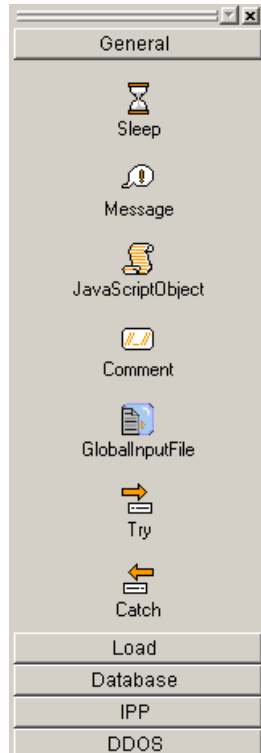 General
Sleep
Message
JavaScriptObject
Comment
GlobalInputFile
Try
Catch
Load
Database
IPP
DDOS